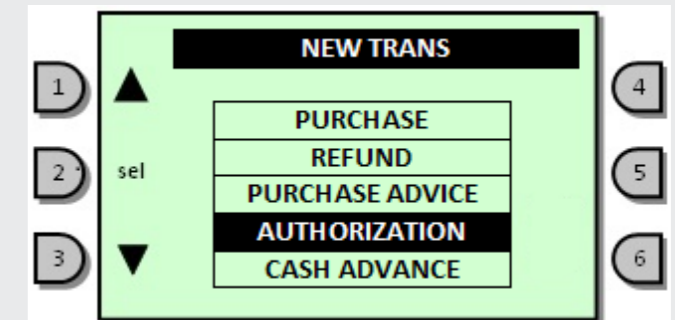 NEW TRANS
1
4
PURCHASE
REFUND
2
sel
5
PURCHASE ADVICE
AUTHORIZATION
3
6
CASH ADVANCE